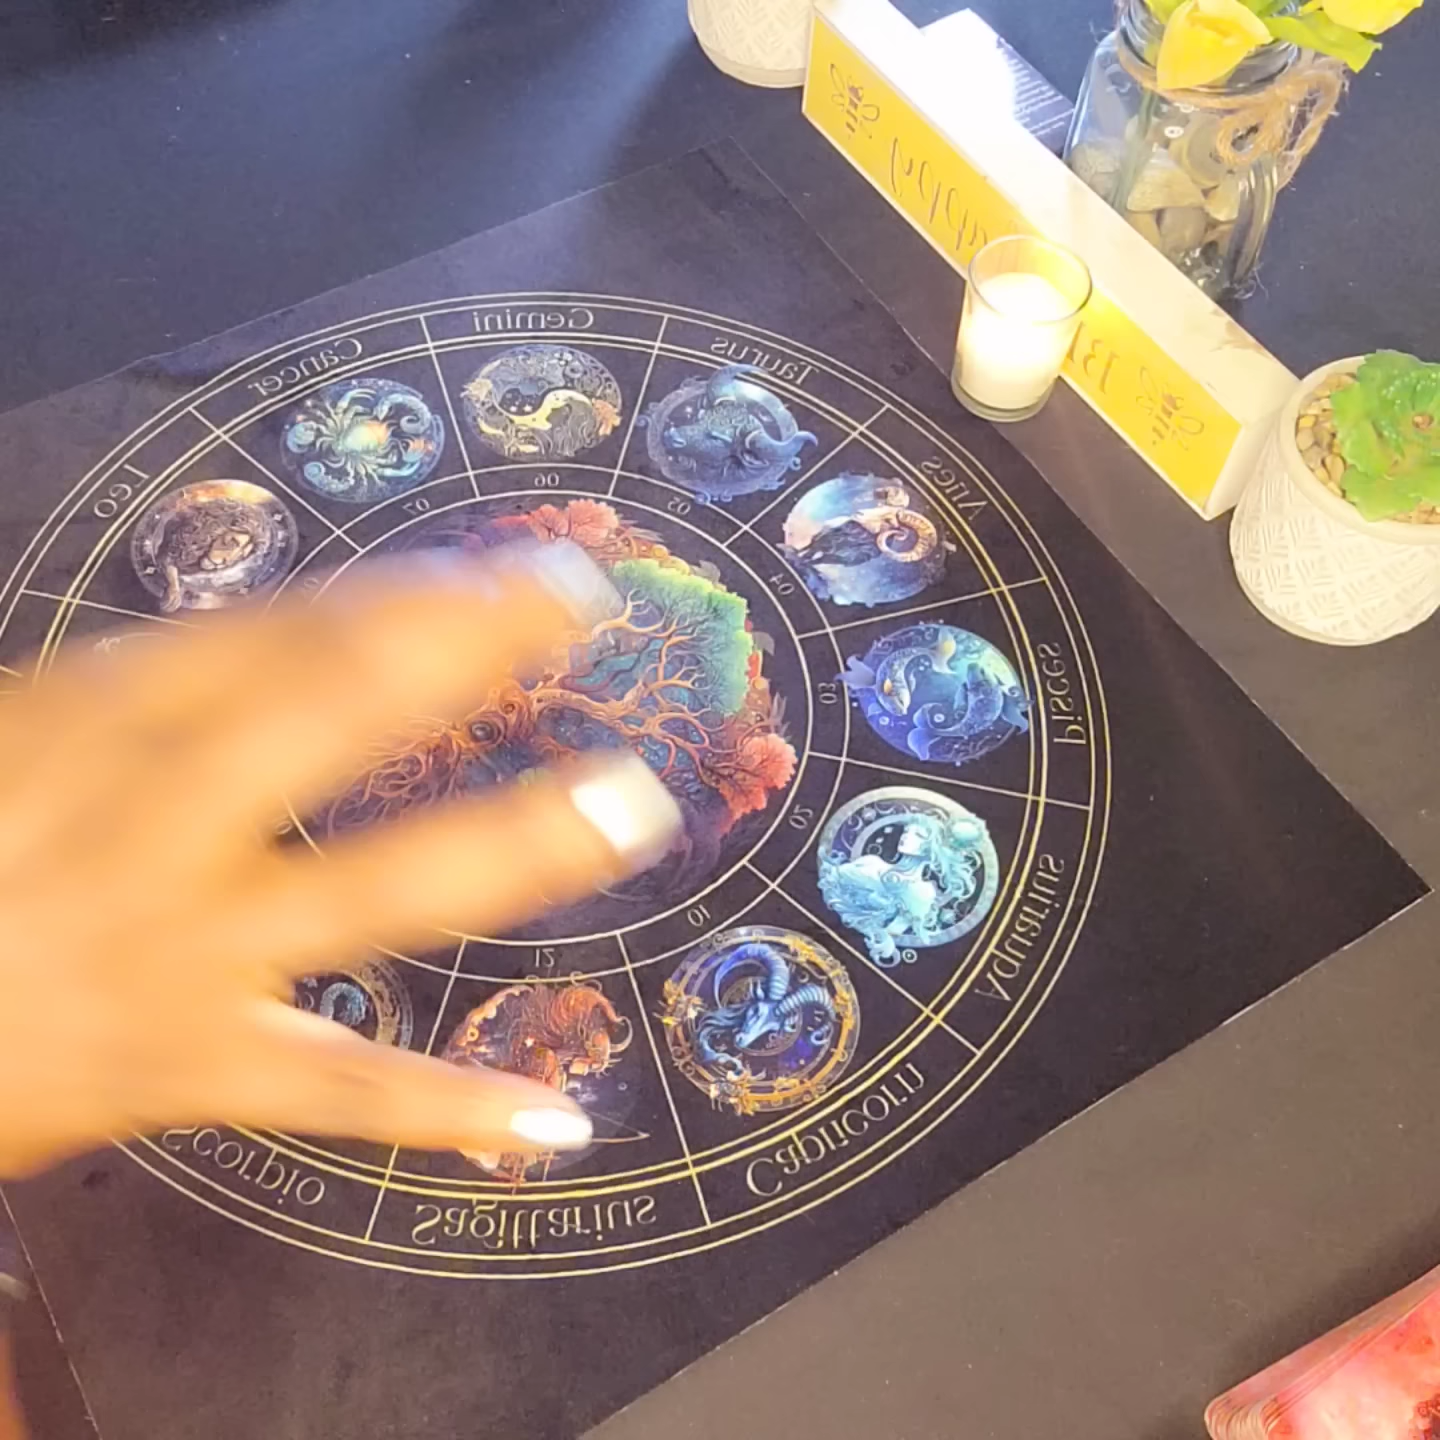 Gemini
Taurus
Cancer
Aries
Leo
Pisces
Aquarius
Capricorn
Scorpio
Sagittarius
06
05
07
04
03
02
01
12